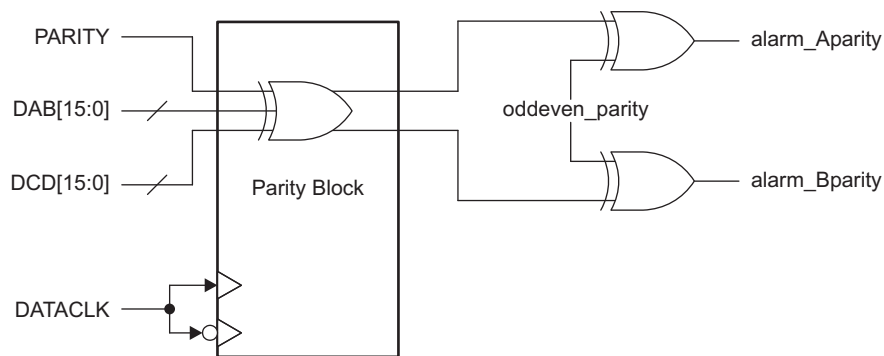 PARITY
alarm_Aparity
DAB[15:0]
oddeven_parity
DCD[15:0]
Parity Block
alarm_Bparity
DATACLK